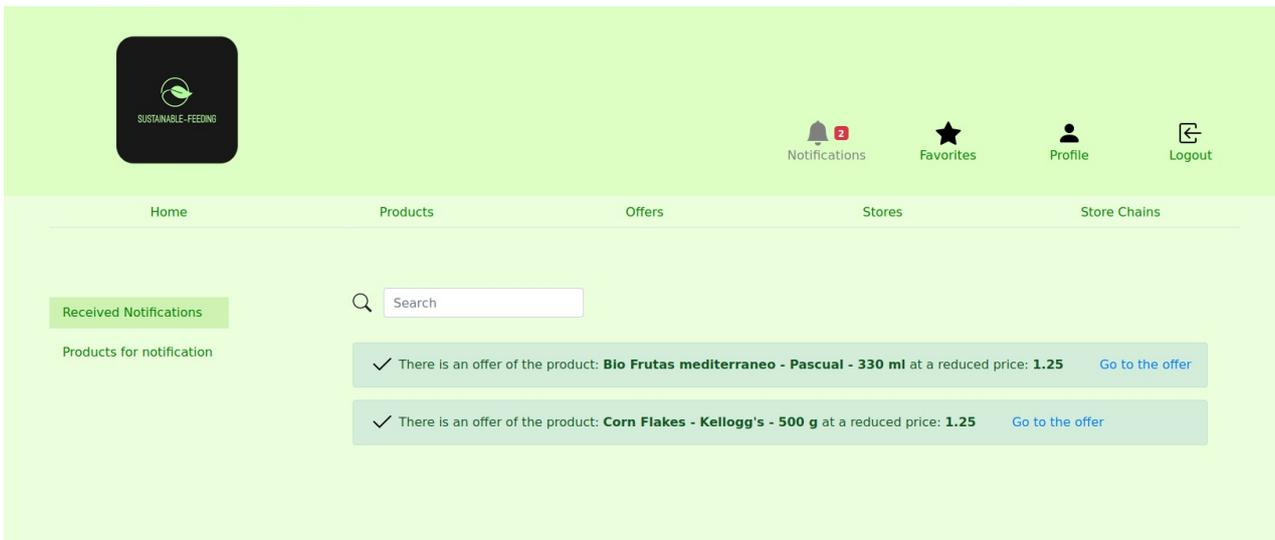 SUSTAINABLE-FEEDING
2
Notifications Favorites Profile Logout
Home Products Offers Stores Store Chains
Search
Received Notifications
Products for notification
There is an offer of the product: Bio Frutas mediterraneo - Pascual - 330 ml at a reduced price: 1.25 Go to the offer
There is an offer of the product: Corn Flakes - Kellogg's - 500 g at a reduced price: 1.25 Go to the offer